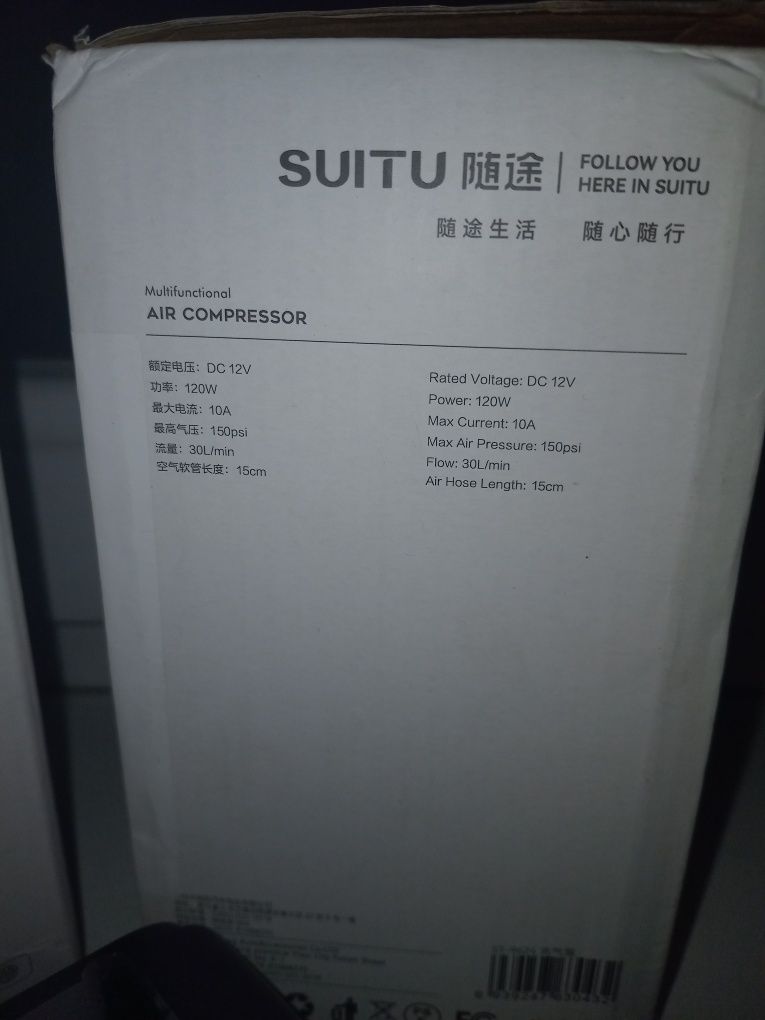 SUITU 随途 | FOLLOW YOU
HERE IN SUITU
随途生活 随心随行
Multifunctional
AIR COMPRESSOR
额定电压：DC 12V
功率：120W
最大电流：10A
最高气压：150psi
流量：30L/min
空气软管长度：15cm
Rated Voltage: DC 12V
Power: 120W
Max Current: 10A
Max Air Pressure: 150psi
Flow: 30L/min
Air Hose Length: 15cm